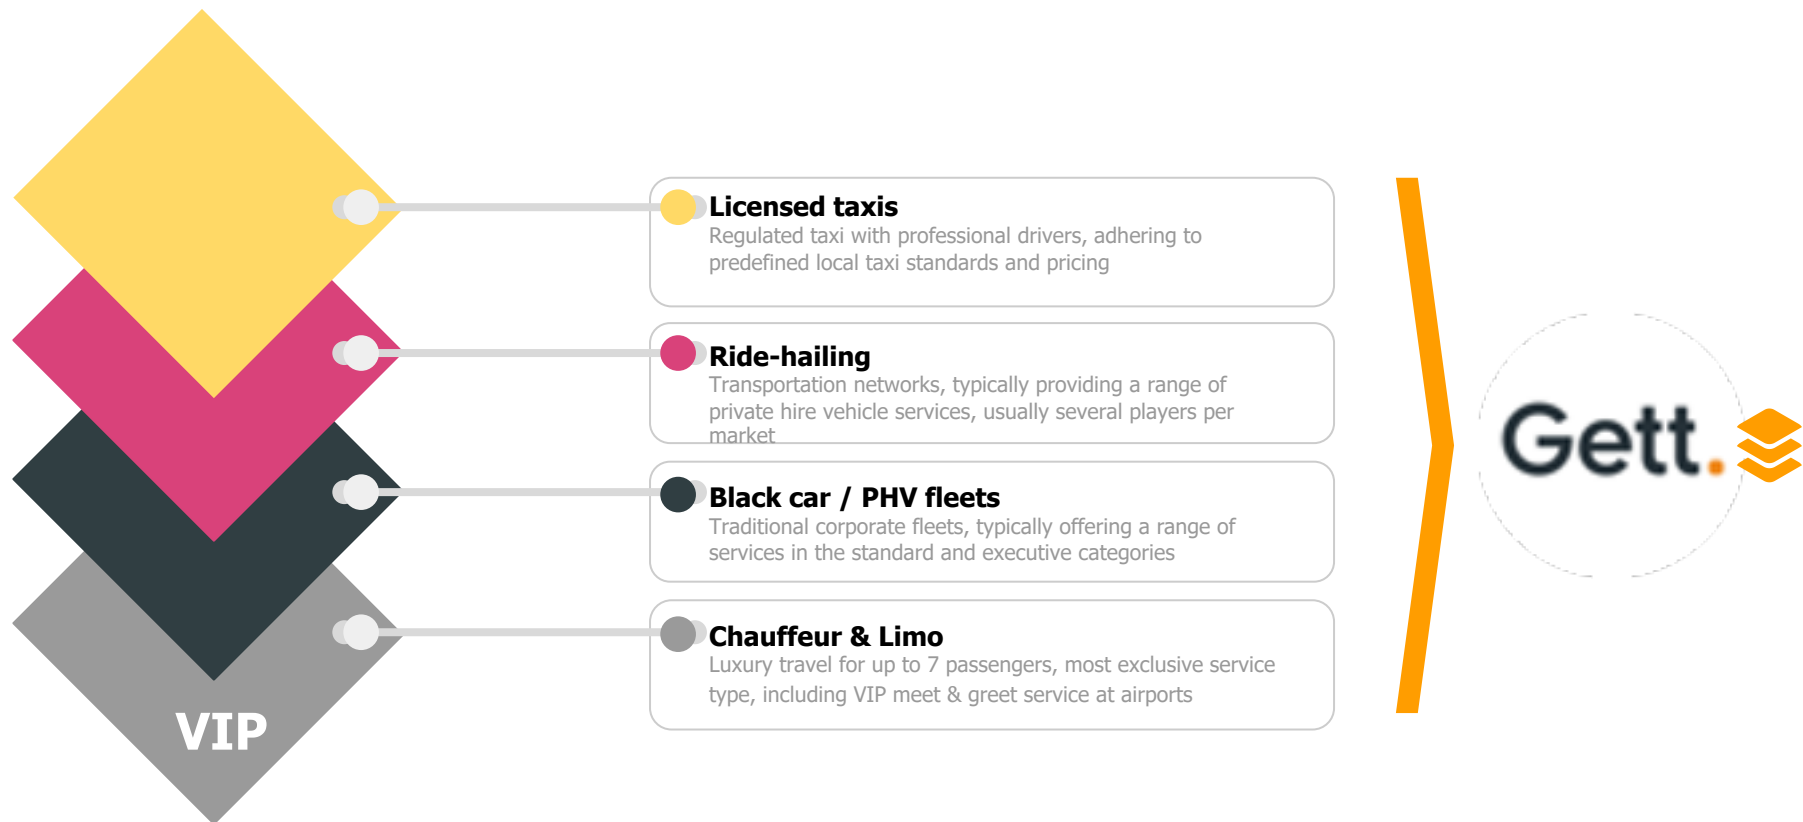 Licensed taxis
Regulated taxi with professional drivers, adhering to
predefined local taxi standards and pricing
Ride-hailing
Transportation networks, typically providing a range of
private hire vehicle services, usually several players per
market
Black car / PHV fleets
Traditional corporate fleets, typically offering a range of
services in the standard and executive categories
Chauffeur & Limo
Luxury travel for up to 7 passengers, most exclusive service
type, including VIP meet & greet service at airports
VIP
Gett.